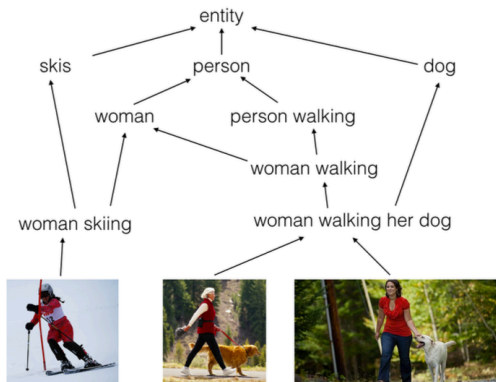 entity
skis
person
dog
woman
person walking
woman walking
woman skiing
woman walking her dog